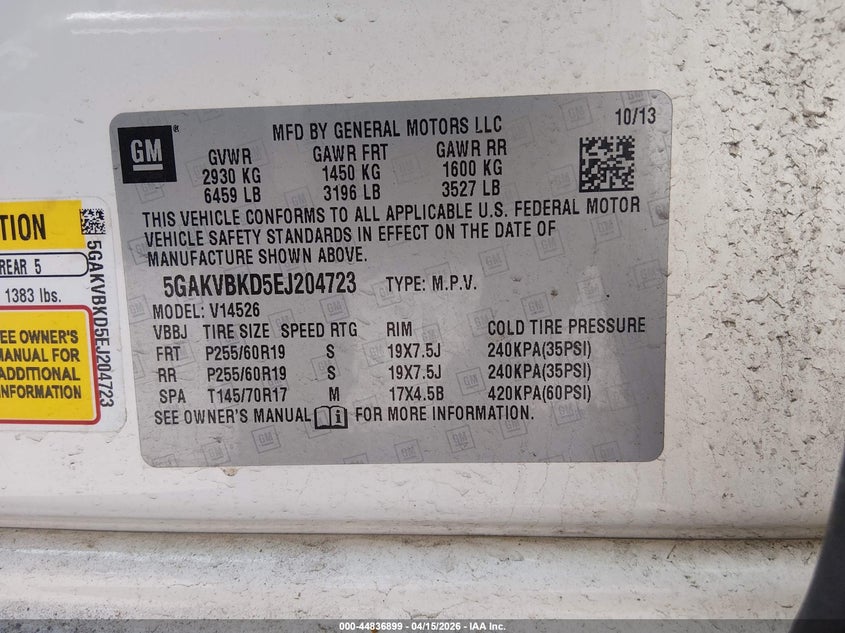 GM
MFD BY GENERAL MOTORS LLC
10/13
GVWR GAWR FRT GAWR RR
2930 KG 1450 KG 1600 KG
6459 LB 3196 LB 3527 LB
THIS VEHICLE CONFORMS TO ALL APPLICABLE U.S. FEDERAL MOTOR
VEHICLE SAFETY STANDARDS IN EFFECT ON THE DATE OF
MANUFACTURE SHOWN ABOVE.
5GAKVBKD5EJ204723 TYPE: M.P.V.
MODEL: V14526
VBBJ TIRE SIZE SPEED RTG RIM COLD TIRE PRESSURE
FRT P255/60R19 S 19X7.5J 240KPA(35PSI)
RR P255/60R19 S 19X7.5J 240KPA(35PSI)
SPA T145/70R17 M 17X4.5B 420KPA(60PSI)
SEE OWNER'S MANUAL FOR MORE INFORMATION.
REAR 5
1383 lbs.
OWNER'S
MANUAL FOR
ADDITIONAL
INFORMATION
5GAKVBKD5EJ204723
000-44836899 - 04/15/2026 - IAA Inc.